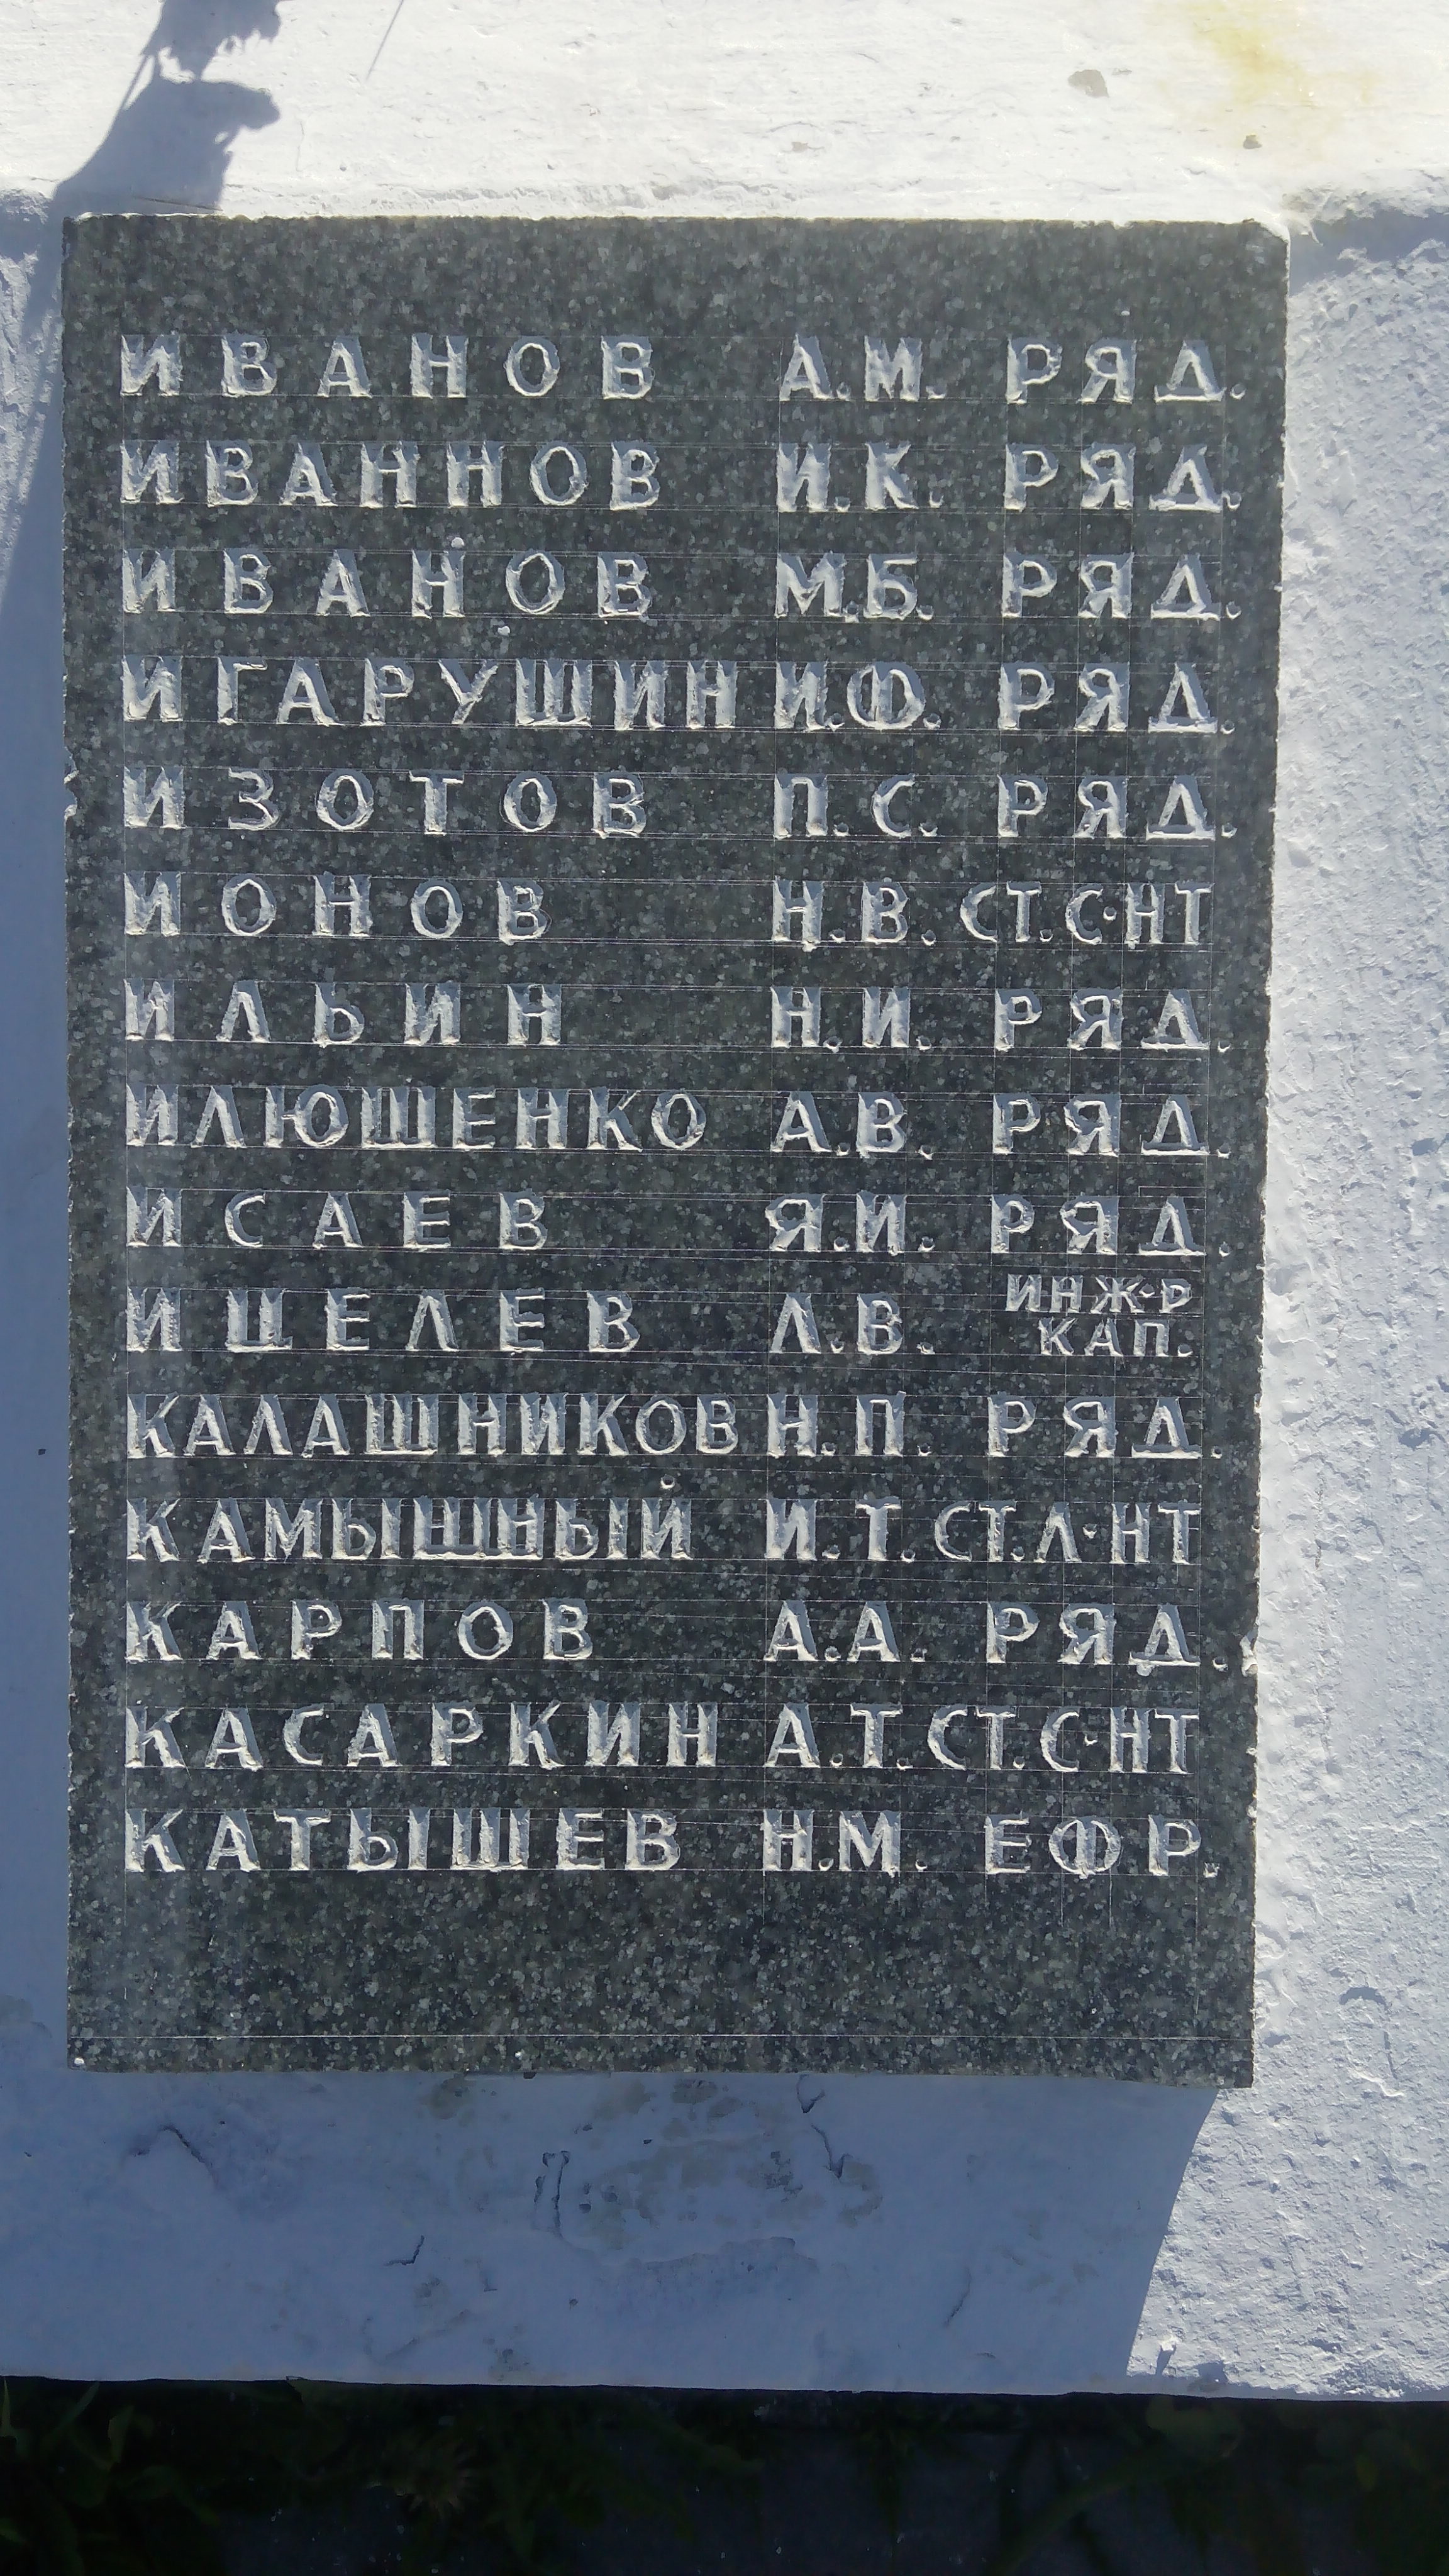 ИВАНОВ А.М. РЯД.
ИВАННОВ И.К. РЯД.
ИВАНОВ М.Б. РЯД.
ИГАРУШИН И.Ф. РЯД.
ИЗОТОВ П.С. РЯД.
ИОНОВ Н.В. СТ.С-НТ
ИЛЬИН Н.И. РЯД.
ИЛЮШЕНКО А.В. РЯД.
ИСАЕВ Я.И. РЯД.
ИШЕЛЕВ Л.В. ИНЖ-Р
КАП.
КАЛАШНИКОВ Н.П. РЯД.
КАМЫШНЫЙ И.Т. СТ.Л-НТ
КАРПОВ А.А. РЯД.
КАСАРКИН А.Т. СТ.С-НТ
КАТЫШЕВ Н.М. ЕФР.